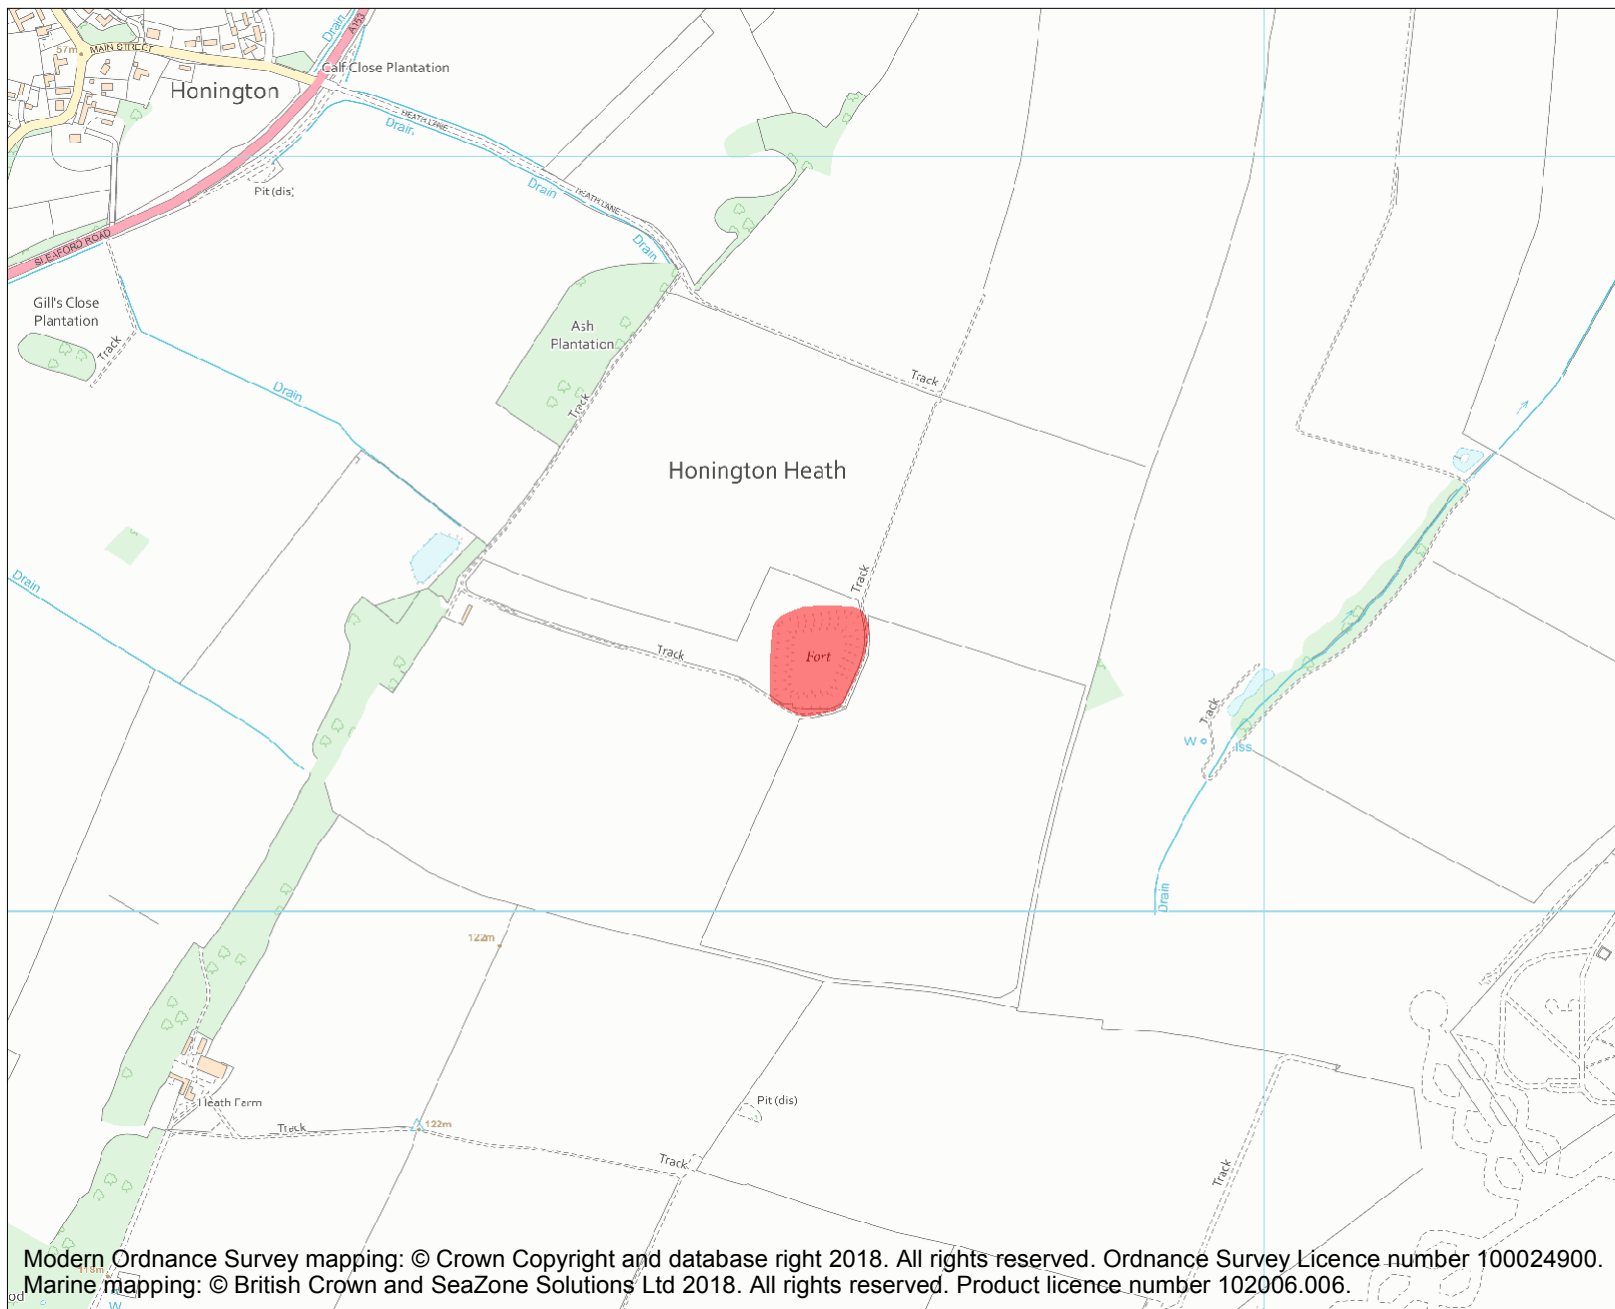 Drain
A153
57m
MAIN STREET
Calf Close Plantation
Honington
HEATH LANE
Drain
Pit (dis)
Drain
HEATH LANE
Drain
SLEAFORD ROAD
Gill's Close
Plantation
Track
Ash
Plantation
Track
Drain
Track
Honington Heath
Drain
Track
Fort
Track
Track
W
Iss
Drain
122m
Heath Farm
Pit (dis)
Track
122m
Track
Track
Modern Ordnance Survey mapping: © Crown Copyright and database right 2018. All rights reserved. Ordnance Survey Licence number 100024900.
118m
Marine mapping: © British Crown and SeaZone Solutions Ltd 2018. All rights reserved. Product licence number 102006.006.
od
W